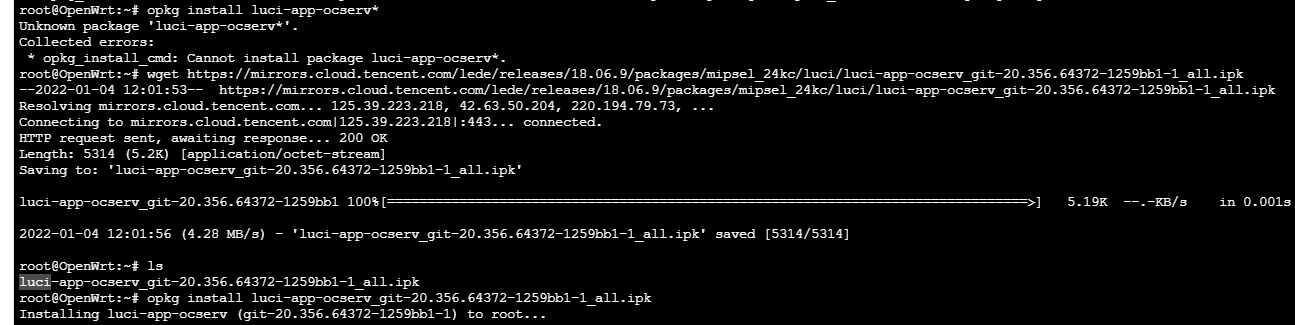 root@OpenWrt:~# opkg install luci-app-ocserv*
Unknown package 'luci-app-ocserv*'.
Collected errors:
 * opkg_install_cmd: Cannot install package luci-app-ocserv*.
root@OpenWrt:~# wget https://mirrors.cloud.tencent.com/lede/releases/18.06.9/packages/mipsel_24kc/luci/luci-app-ocserv_git-20.356.64372-1259bb1-1_all.ipk
--2022-01-04 12:01:53--  https://mirrors.cloud.tencent.com/lede/releases/18.06.9/packages/mipsel_24kc/luci/luci-app-ocserv_git-20.356.64372-1259bb1-1_all.ipk
Resolving mirrors.cloud.tencent.com... 125.39.223.218, 42.63.50.204, 220.194.79.73, ...
Connecting to mirrors.cloud.tencent.com|125.39.223.218|:443... connected.
HTTP request sent, awaiting response... 200 OK
Length: 5314 (5.2K) [application/octet-stream]
Saving to: 'luci-app-ocserv_git-20.356.64372-1259bb1-1_all.ipk'
luci-app-ocserv_git-20.356.64372-1259bb1 100%[================================================================================>]   5.19K  --.-KB/s    in 0.001s
2022-01-04 12:01:56 (4.28 MB/s) - 'luci-app-ocserv_git-20.356.64372-1259bb1-1_all.ipk' saved [5314/5314]
root@OpenWrt:~# ls
luci-app-ocserv_git-20.356.64372-1259bb1-1_all.ipk
root@OpenWrt:~# opkg install luci-app-ocserv_git-20.356.64372-1259bb1-1_all.ipk
Installing luci-app-ocserv (git-20.356.64372-1259bb1-1) to root...